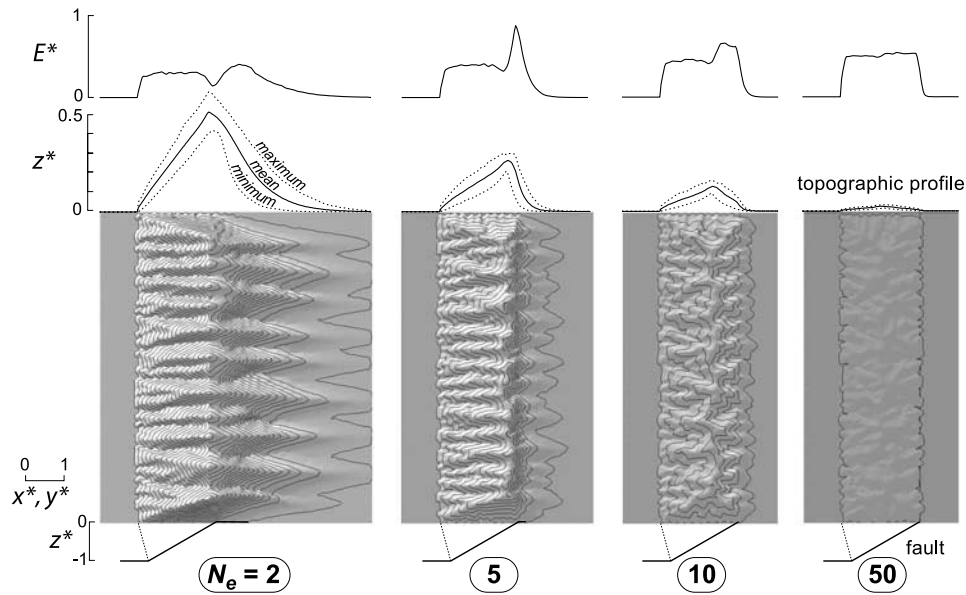 1
E*
0
0.5
z*
0
maximum
mean
minimum
topographic profile
0 1
x*, y*
0
z*
-1
fault
Ne = 2
5
10
50